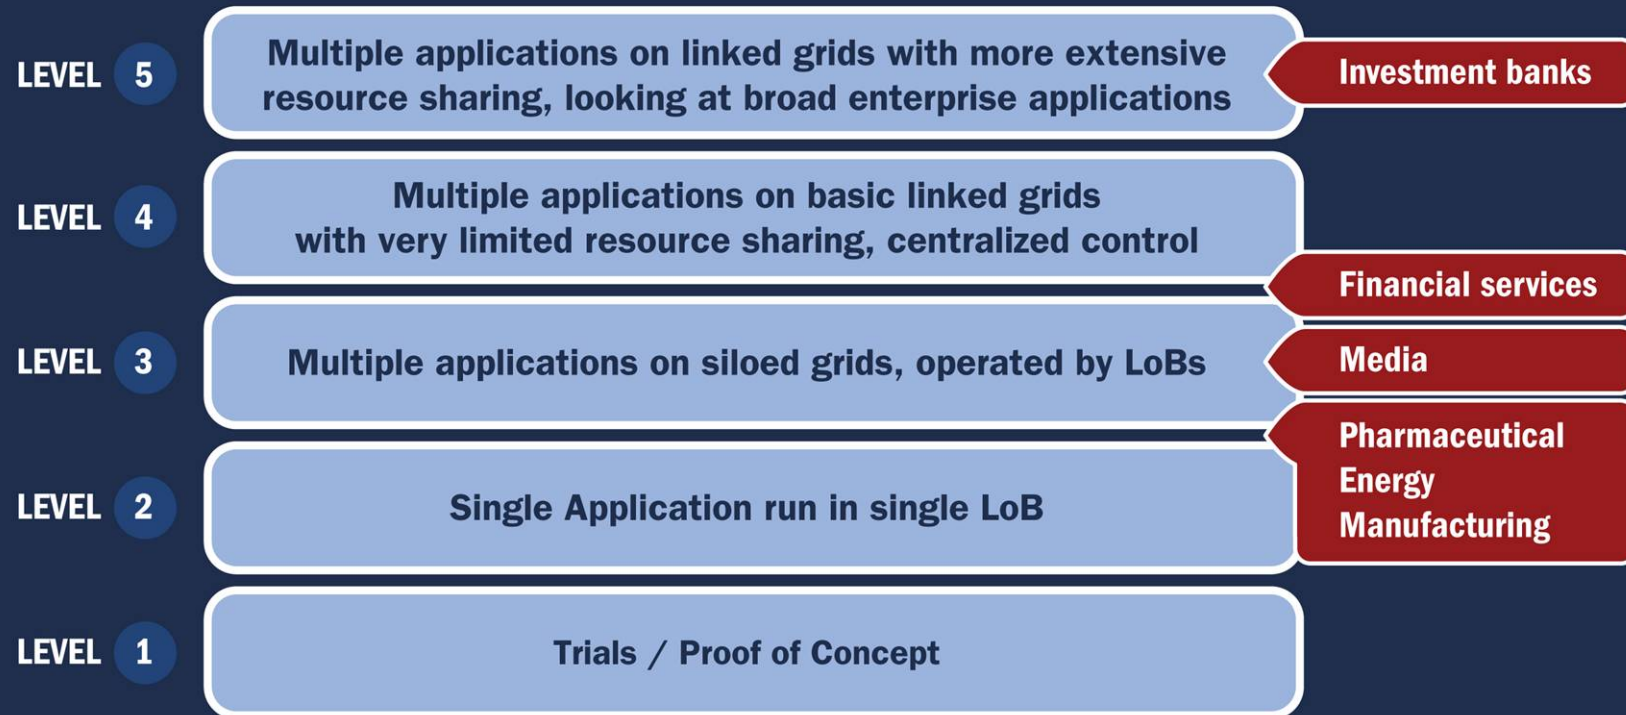 LEVEL 5
Multiple applications on linked grids with more extensive
resource sharing, looking at broad enterprise applications
Investment banks
LEVEL 4
Multiple applications on basic linked grids
with very limited resource sharing, centralized control
Financial services
LEVEL 3
Multiple applications on siloed grids, operated by LoBs
Media
Pharmaceutical
Energy
Manufacturing
LEVEL 2
Single Application run in single LoB
LEVEL 1
Trials / Proof of Concept